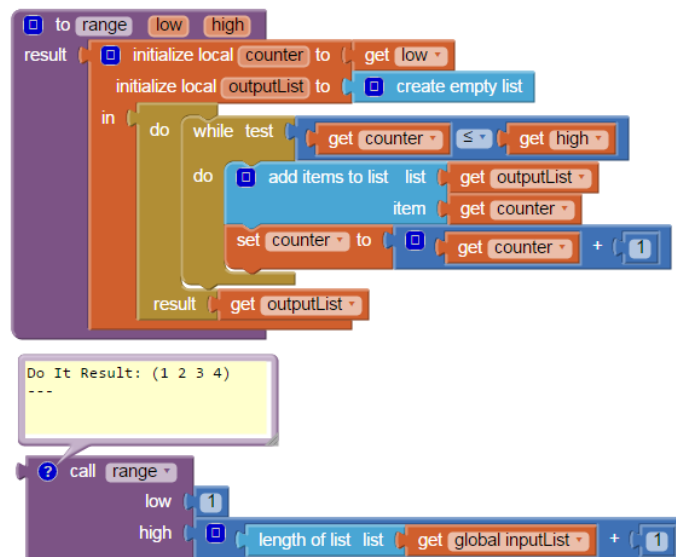 to range low high
result initialize local counter to get low
initialize local outputList to create empty list
in do while test get counter ≤ get high
do add items to list list get outputList
item get counter
set counter to get counter + 1
result get outputList
Do It Result: (1 2 3 4)
---
? call range
low 1
high length of list list get global inputList + 1